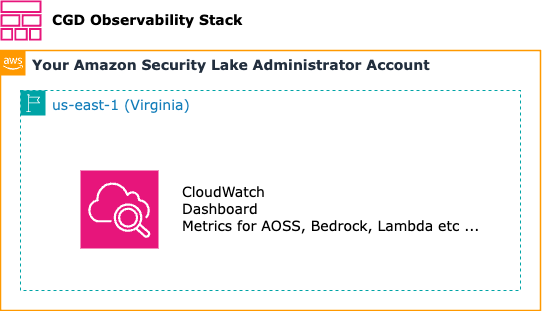 CGD Observability Stack
aws
Your Amazon Security Lake Administrator Account
us-east-1 (Virginia)
CloudWatch
Dashboard
Metrics for AOSS, Bedrock, Lambda etc ...